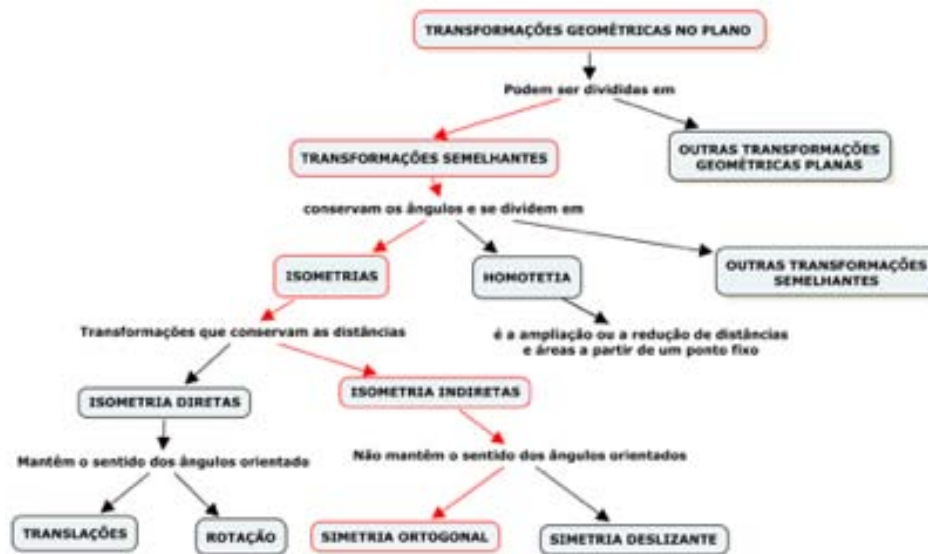 TRANSFORMAÇÕES GEOMÉTRICAS NO PLANO
Podem ser divididas em
TRANSFORMAÇÕES SEMELHANTES
OUTRAS TRANSFORMAÇÕES
GEOMÉTRICAS PLANAS
conservam os ângulos e se dividem em
ISOMETRIAS
HOMOTETIA
OUTRAS TRANSFORMAÇÕES
SEMELHANTES
Transformações que conservam as distâncias
é a ampliação ou a redução de distâncias
e áreas a partir de um ponto fixo
ISOMETRIA DIRETAS
ISOMETRIA INDIRETAS
Mantêm o sentido dos ângulos orientado
Não mantêm o sentido dos ângulos orientados
TRANSLAÇÕES
ROTAÇÃO
SIMETRIA ORTOGONAL
SIMETRIA DESLIZANTE